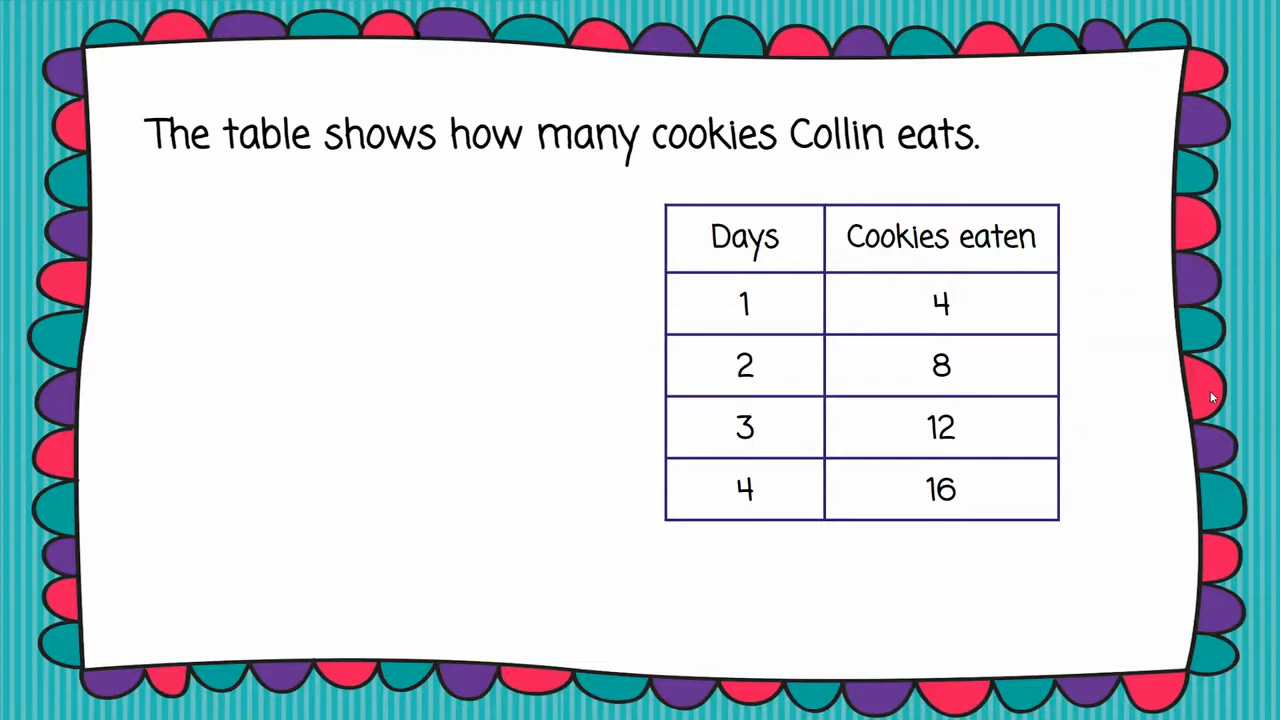 The table shows how many cookies Collin eats.
Days Cookies eaten
1 4
2 8
3 12
4 16